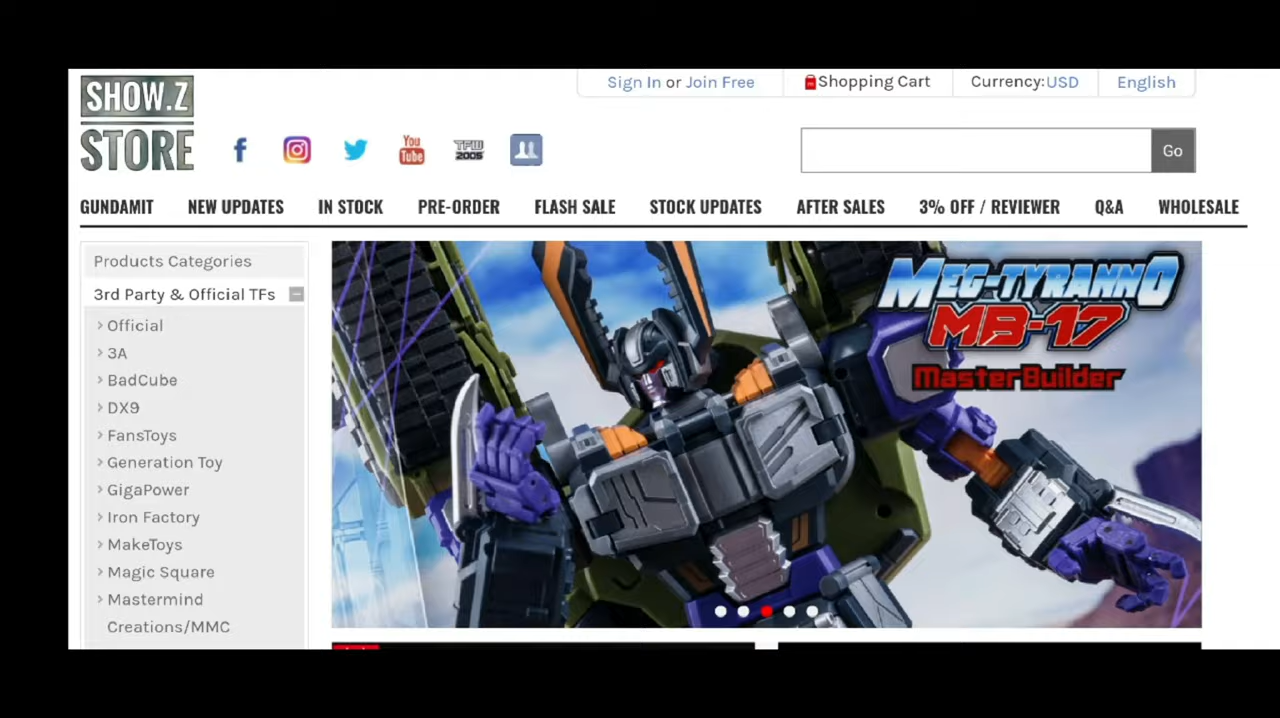 SHOW.Z
STORE
Sign In or Join Free
Shopping Cart
Currency:USD
English
You
Tube
TFW
2005
Go
GUNDAMIT
NEW UPDATES
IN STOCK
PRE-ORDER
FLASH SALE
STOCK UPDATES
AFTER SALES
3% OFF / REVIEWER
Q&A
WHOLESALE
Products Categories
3rd Party & Official TFs
Official
3A
BadCube
DX9
FansToys
Generation Toy
GigaPower
Iron Factory
MakeToys
Magic Square
Mastermind
Creations/MMC
MEG-TYRANNO
MB-17
MasterBuilder